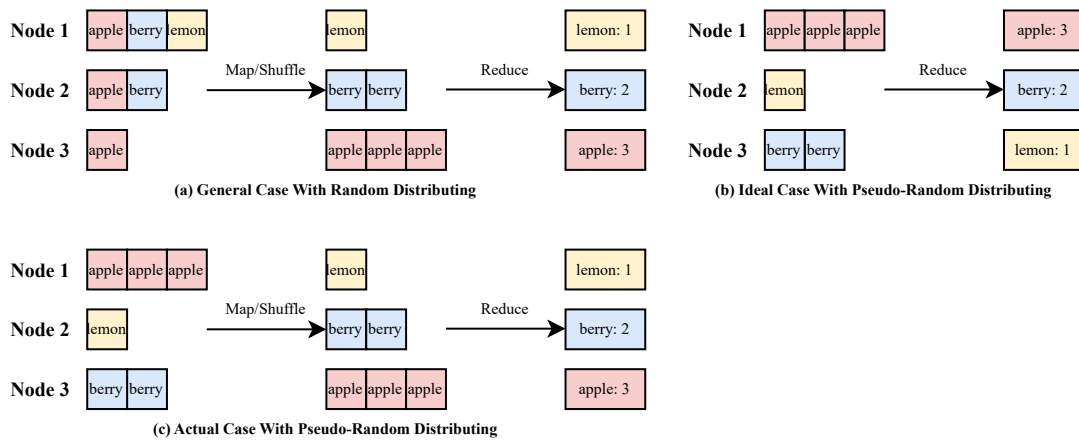 Node 1 apple berry lemon lemon lemon: 1
Map/Shuffle Reduce
Node 2 apple berry berry berry berry: 2
Node 3 apple apple apple apple apple: 3
(a) General Case With Random Distributing
Node 1 apple apple apple apple: 3
Reduce
Node 2 lemon berry: 2
Node 3 berry berry lemon: 1
(b) Ideal Case With Pseudo-Random Distributing
Node 1 apple apple apple lemon lemon: 1
Map/Shuffle Reduce
Node 2 lemon berry berry berry: 2
Node 3 berry berry apple apple apple apple: 3
(c) Actual Case With Pseudo-Random Distributing